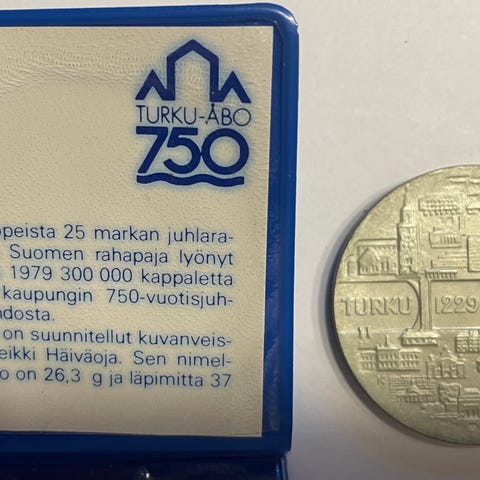 TURKU-ÅBO
750
peista 25 markan juhlara-
Suomen rahapaja lyönyt
1979 300 000 kappaletta
kaupungin 750-vuotisjuh-
dosta.
on suunnitellut kuvanveis-
eikki Häiväoja. Sen nimel-
o on 26,3 g ja läpimitta 37
TURKU 1229
K